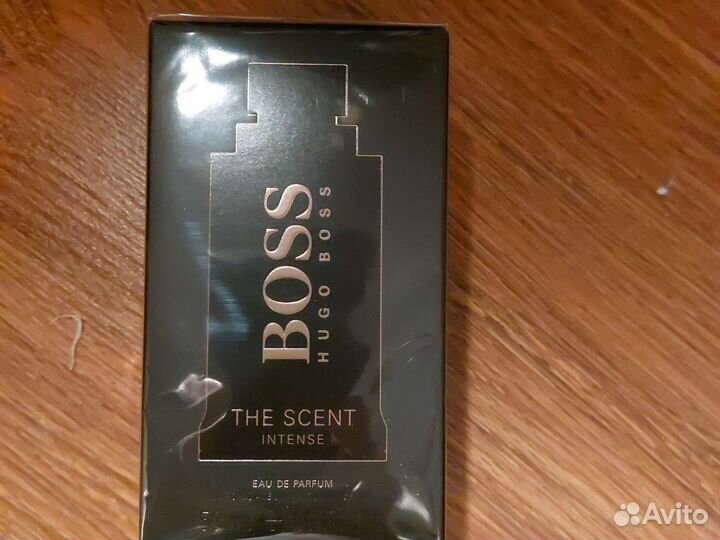 BOSS
HUGO BOSS
THE SCENT
INTENSE
EAU DE PARFUM
Avito